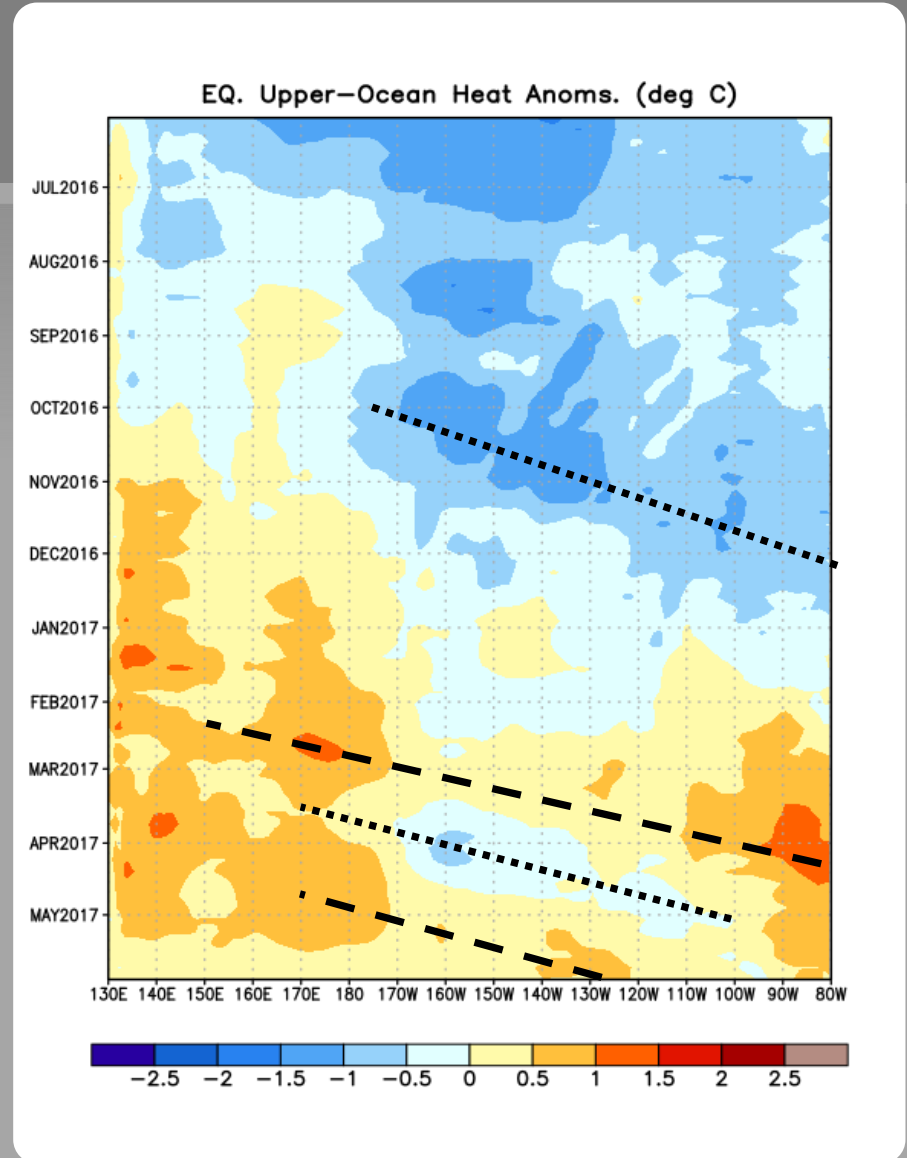 EQ. Upper-Ocean Heat Anoms. (deg C)
JUL2016
AUG2016
SEP2016
OCT2016
NOV2016
DEC2016
JAN2017
FEB2017
MAR2017
APR2017
MAY2017
130E 140E 150E 160E 170E 180 170W 160W 150W 140W 130W 120W 110W 100W 90W 80W
-2.5 -2 -1.5 -1 -0.5 0 0.5 1 1.5 2 2.5